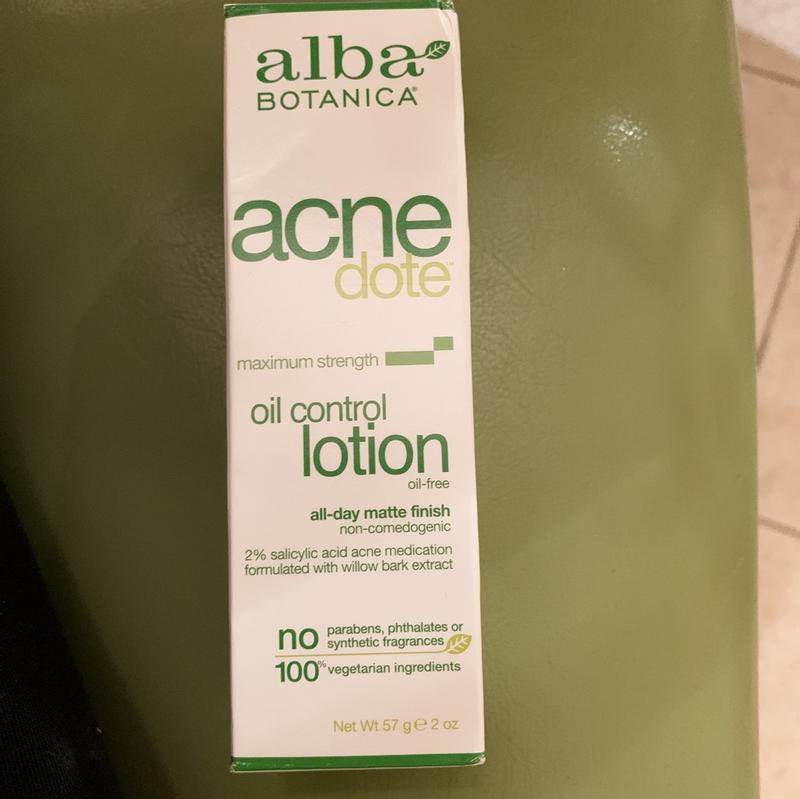 alba
BOTANICA®
acne
dote™
maximum strength
oil control
lotion
oil-free
all-day matte finish
non-comedogenic
2% salicylic acid acne medication
formulated with willow bark extract
no parabens, phthalates or
synthetic fragrances
100% vegetarian ingredients
Net Wt 57 g ℮ 2 oz